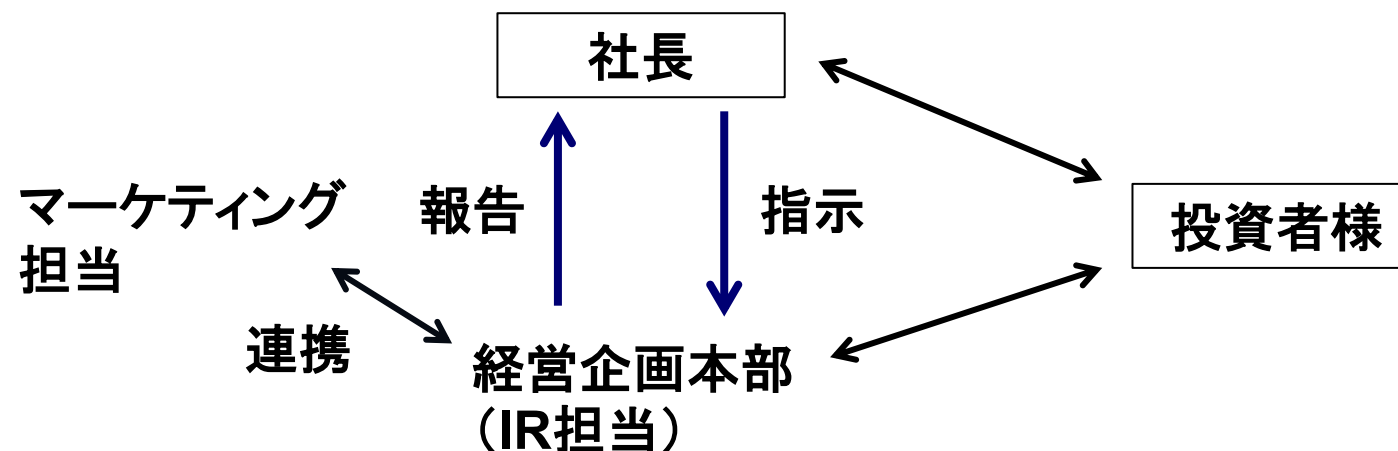 社長
マーケティング
担当
報告
指示
投資者様
連携
経営企画本部
（IR担当）